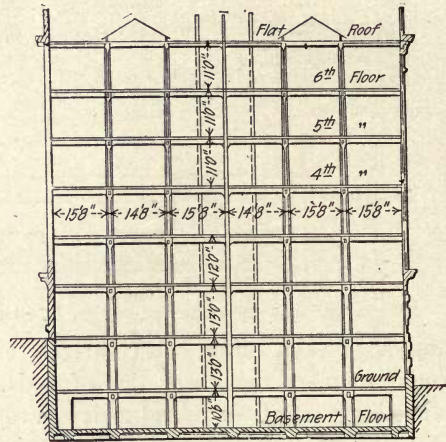 Flat Roof
11'0"
6th Floor
11'0"
5th "
11'0"
4th "
15'8" 14'8" 15'8" 14'8" 15'8" 15'8"
12'0"
13'0"
13'0"
Ground
10'6"
Basement Floor